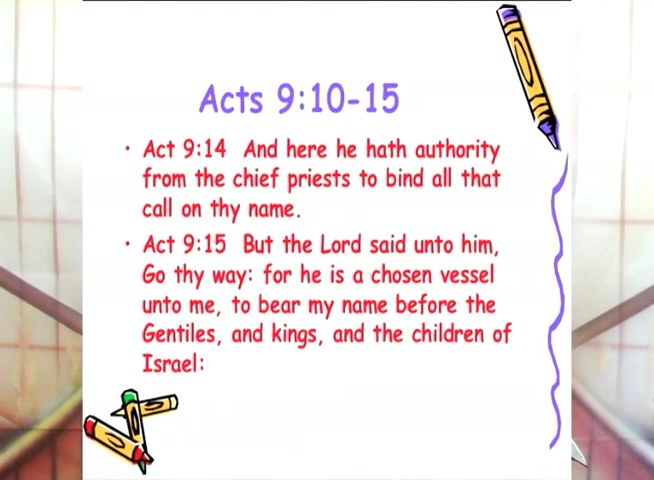 Acts 9:10-15
• Act 9:14 And here he hath authority
from the chief priests to bind all that
call on thy name.
• Act 9:15 But the Lord said unto him,
Go thy way: for he is a chosen vessel
unto me, to bear my name before the
Gentiles, and kings, and the children of
Israel: